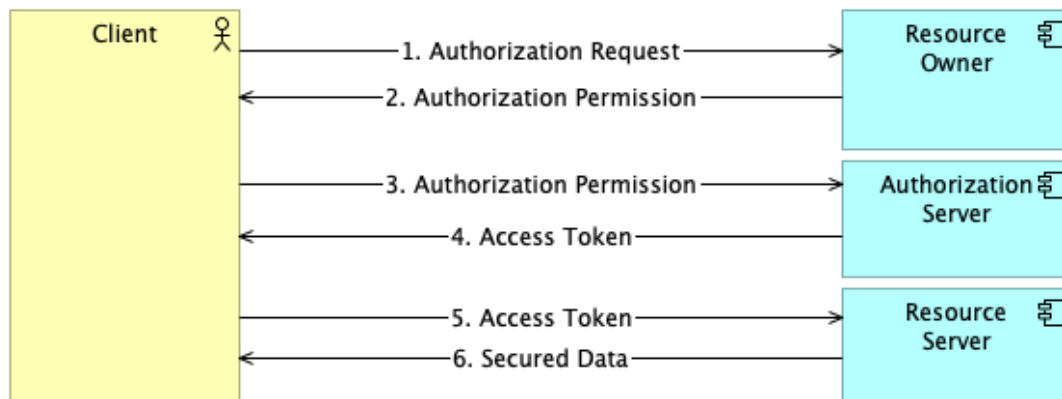 Client
1. Authorization Request
Resource
Owner
2. Authorization Permission
3. Authorization Permission
Authorization
Server
4. Access Token
5. Access Token
Resource
Server
6. Secured Data